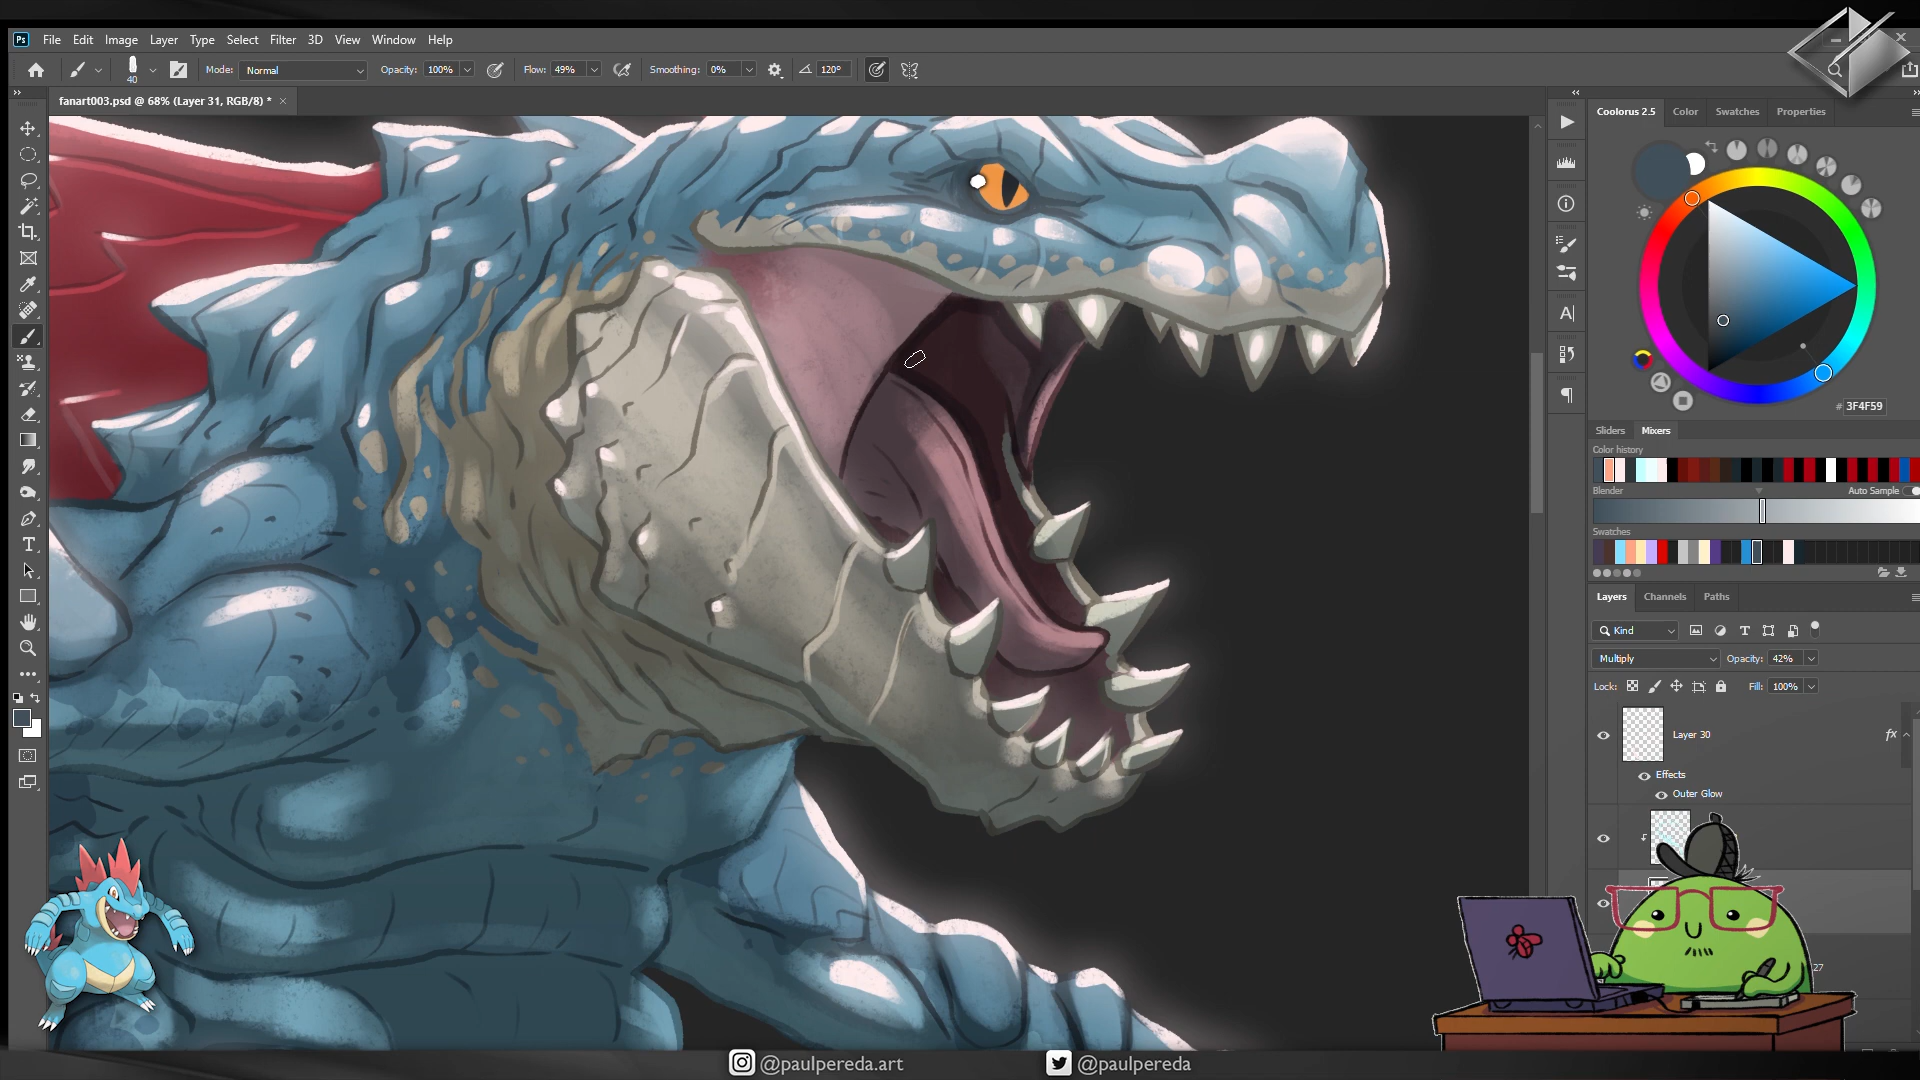 Ps File Edit Image Layer Type Select Filter 3D View Window Help
40 Mode: Normal Opacity: 100% Flow: 49% Smoothing: 0% 120°
fanart003.psd @ 68% (Layer 31, RGB/8) *
Coolorus 2.5 Color Swatches Properties
# 3F4F59
Sliders Mixers
Color history
Blender Auto Sample
Swatches
Layers Channels Paths
Kind
Multiply Opacity: 42%
Lock: Fill: 100%
Layer 30 fx
Effects
Outer Glow
27
@paulpereda.art @paulpereda